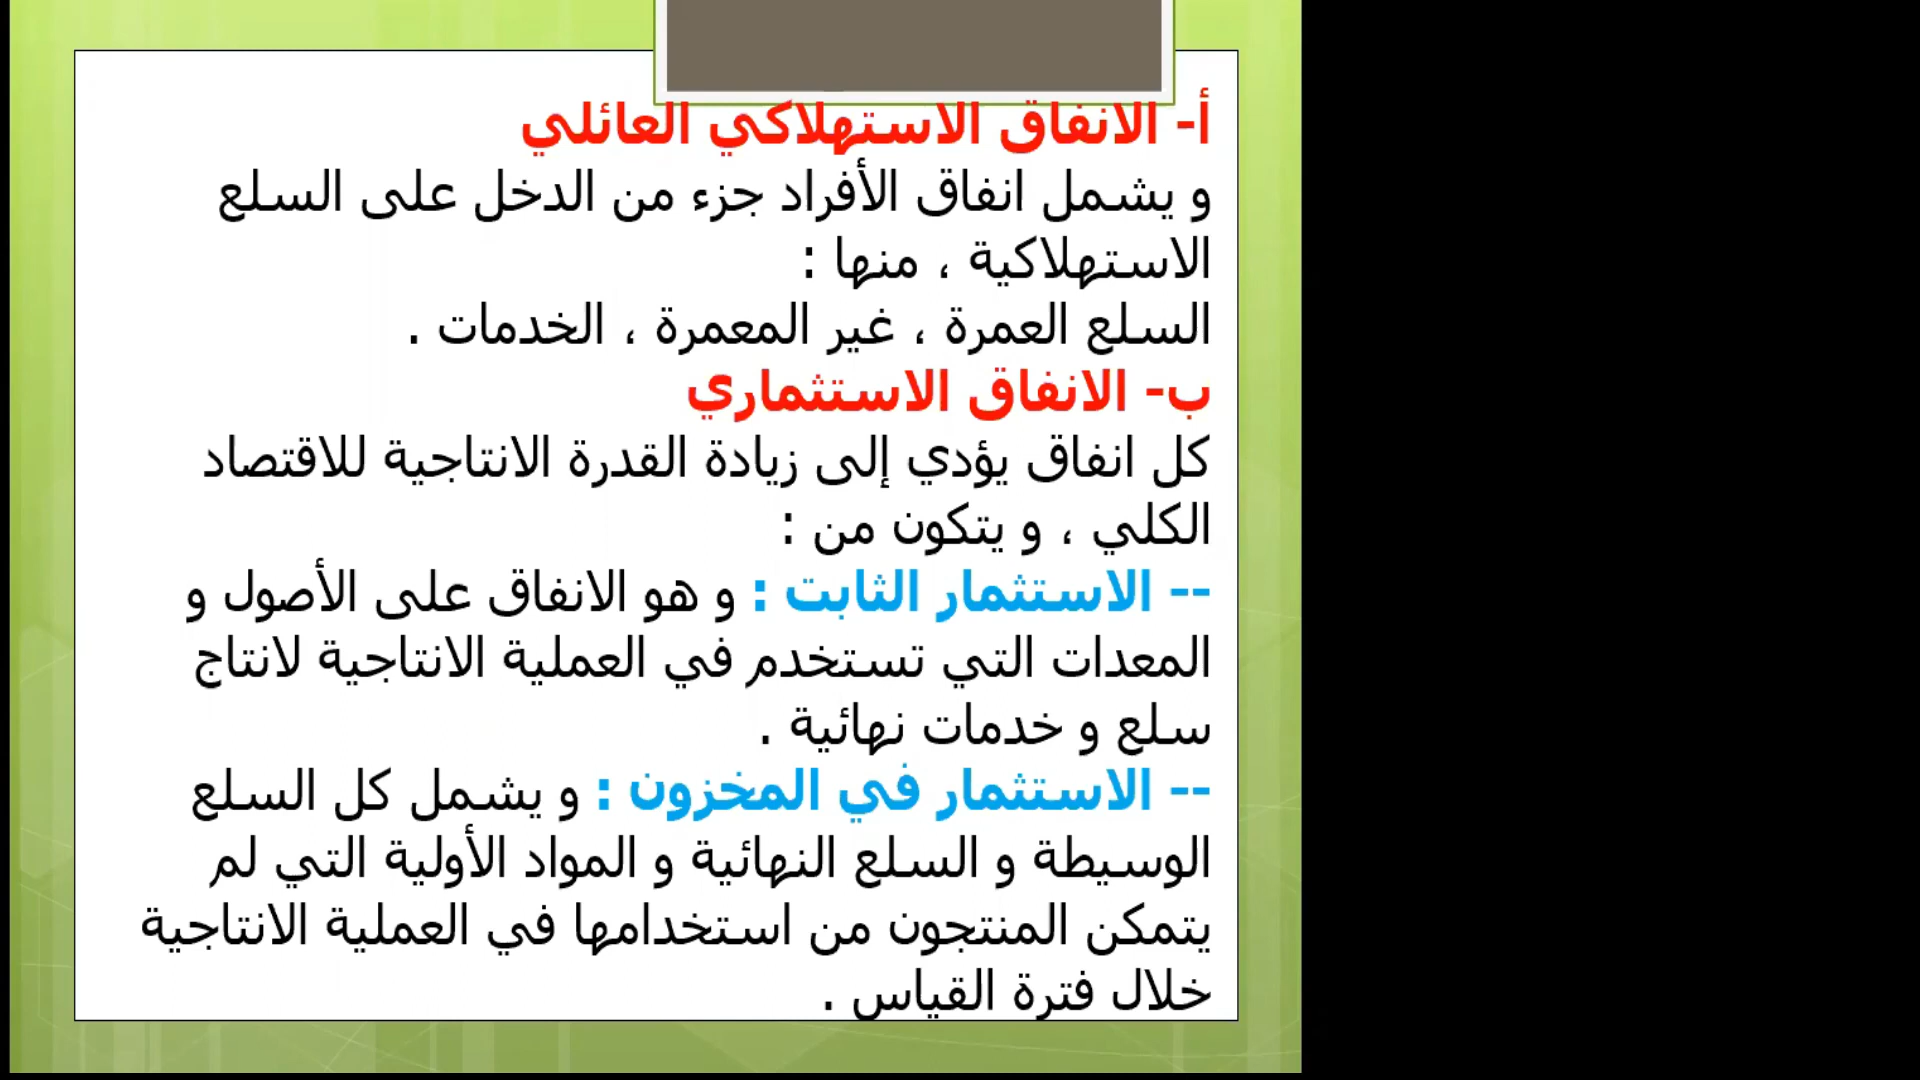 أ- الانفاق الاستهلاكي العائلي
و يشمل انفاق الأفراد جزء من الدخل على السلع
الاستهلاكية ، منها :
السلع العمرة ، غير المعمرة ، الخدمات .
ب- الانفاق الاستثماري
كل انفاق يؤدي إلى زيادة القدرة الانتاجية للاقتصاد
الكلي ، و يتكون من :
-- الاستثمار الثابت : و هو الانفاق على الأصول و
المعدات التي تستخدم في العملية الانتاجية لانتاج
سلع و خدمات نهائية .
-- الاستثمار في المخزون : و يشمل كل السلع
الوسيطة و السلع النهائية و المواد الأولية التي لم
يتمكن المنتجون من استخدامها في العملية الانتاجية
خلال فترة القياس .